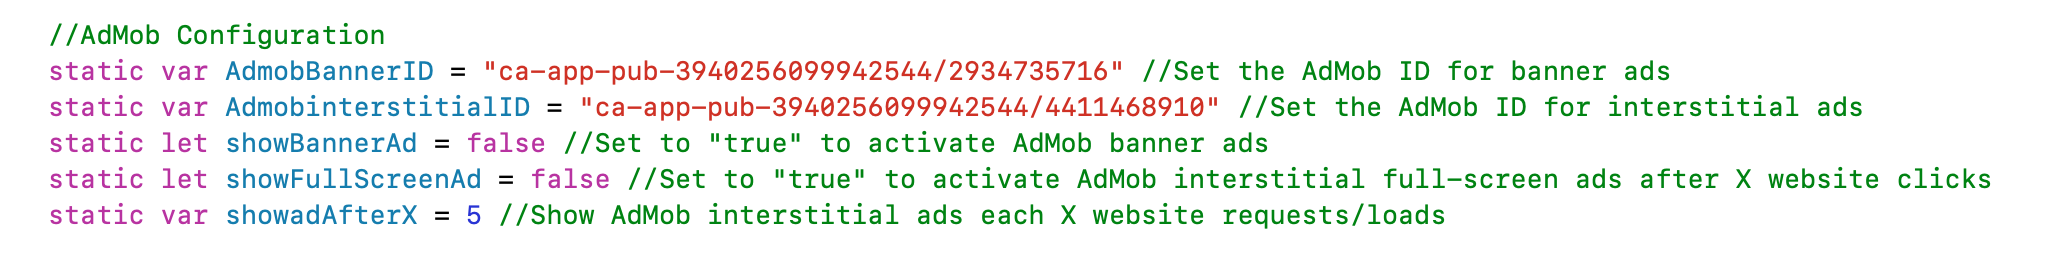 //AdMob Configuration
static var AdmobBannerID = "ca-app-pub-3940256099942544/2934735716" //Set the AdMob ID for banner ads
static var AdmobinterstitialID = "ca-app-pub-3940256099942544/4411468910" //Set the AdMob ID for interstitial ads
static let showBannerAd = false //Set to "true" to activate AdMob banner ads
static let showFullScreenAd = false //Set to "true" to activate AdMob interstitial full-screen ads after X website clicks
static var showadAfterX = 5 //Show AdMob interstitial ads each X website requests/loads